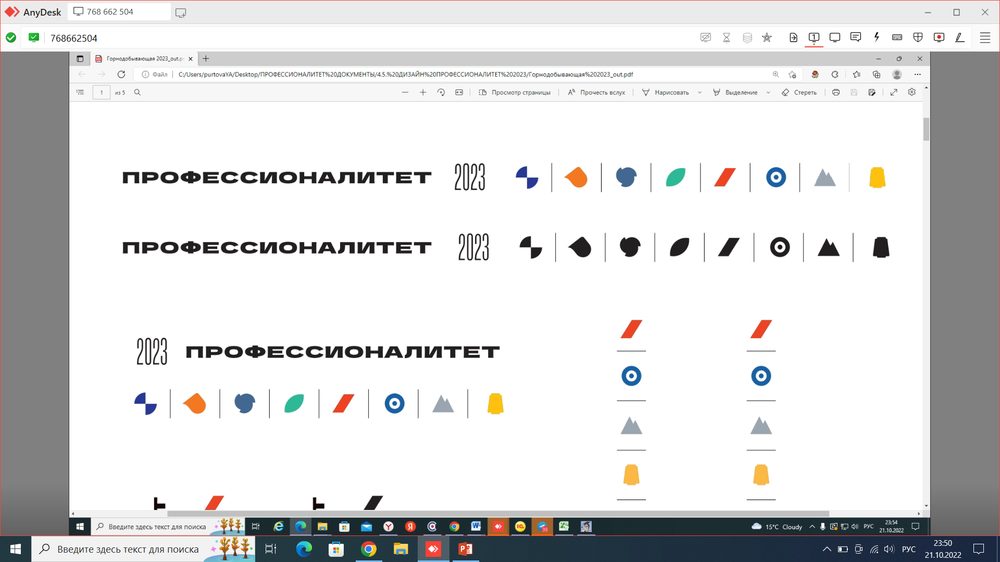 AnyDesk
768 662 504
768662504
1
Горнодобывающая 2023_out.pd
Файл
C:/Users/purtovaYA/Desktop/ПРОФЕССИОНАЛИТЕТ%20ДОКУМЕНТЫ/4.5.%20ДИЗАЙН%20ПРОФЕССИОНАЛИТЕТ%202023/Горнодобывающая%202023_out.pdf
1 из 5
Просмотр страницы
Прочесть вслух
Нарисовать
Выделение
Стереть
ПРОФЕССИОНАЛИТЕТ 2023
ПРОФЕССИОНАЛИТЕТ 2023
2023 ПРОФЕССИОНАЛИТЕТ
Введите здесь текст для поиска
39
15°C Cloudy
РУС
23:54
21.10.2022
Введите здесь текст для поиска
РУС
23:50
21.10.2022